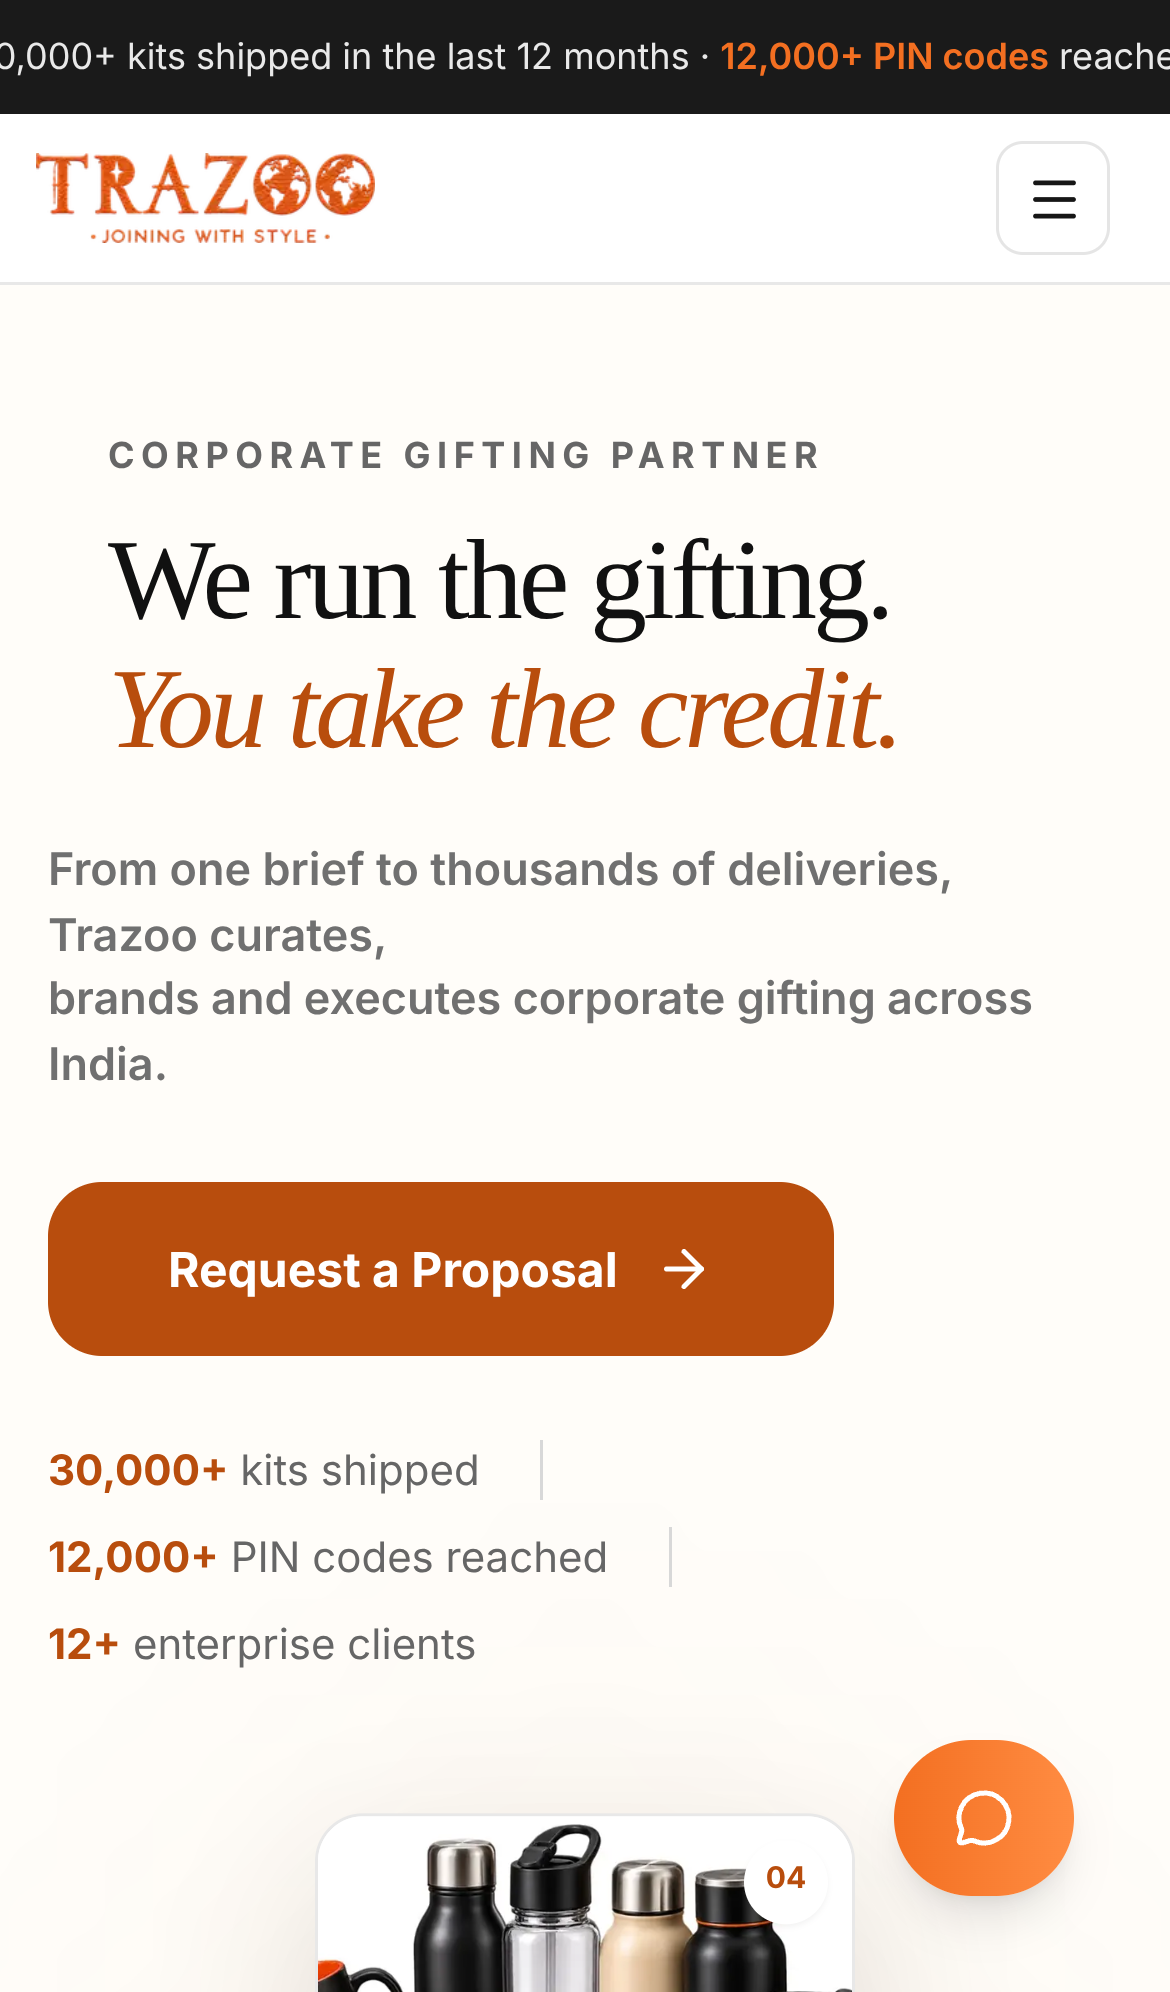 0,000+ kits shipped in the last 12 months · 12,000+ PIN codes reache
TRAZOO
• JOINING WITH STYLE •
CORPORATE GIFTING PARTNER
We run the gifting.
You take the credit.
From one brief to thousands of deliveries,
Trazoo curates,
brands and executes corporate gifting across
India.
Request a Proposal →
30,000+ kits shipped
12,000+ PIN codes reached
12+ enterprise clients
04